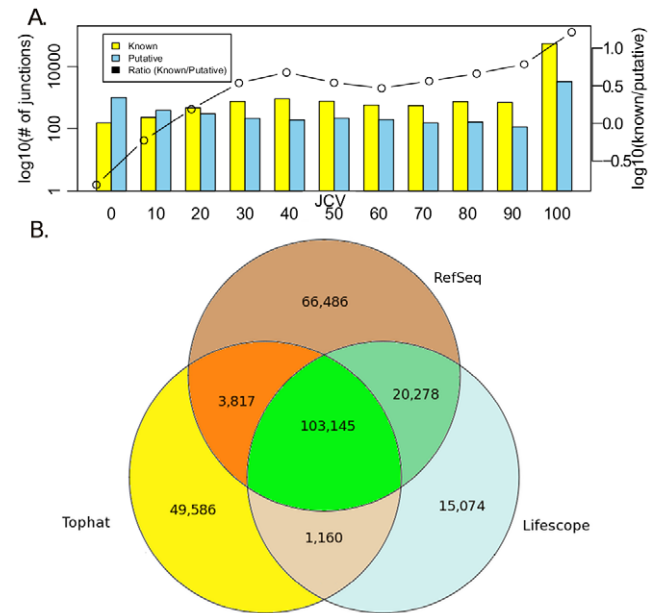 A.
Known
Putative
Ratio (Known/Putative)
log10(# of junctions)
1 100 10000
log10(known/putative)
-0.5 0.0 0.5 1.0
JCV
0 10 20 30 40 50 60 70 80 90 100
B.
RefSeq
66,486
3,817
20,278
103,145
49,586
15,074
1,160
Tophat
Lifescope